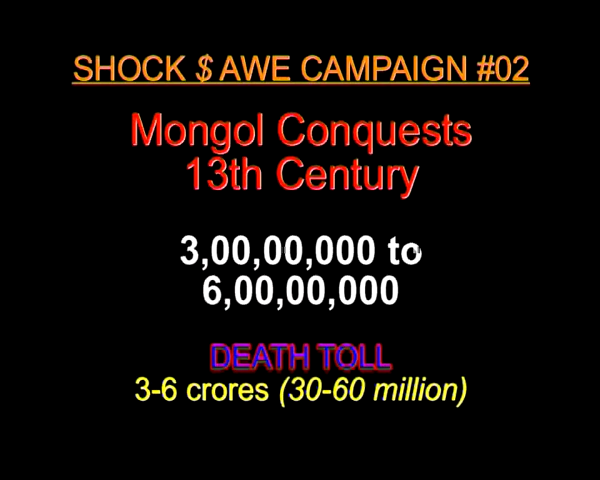 SHOCK $ AWE CAMPAIGN #02
Mongol Conquests
13th Century
3,00,00,000 to
6,00,00,000
DEATH TOLL
3-6 crores (30-60 million)